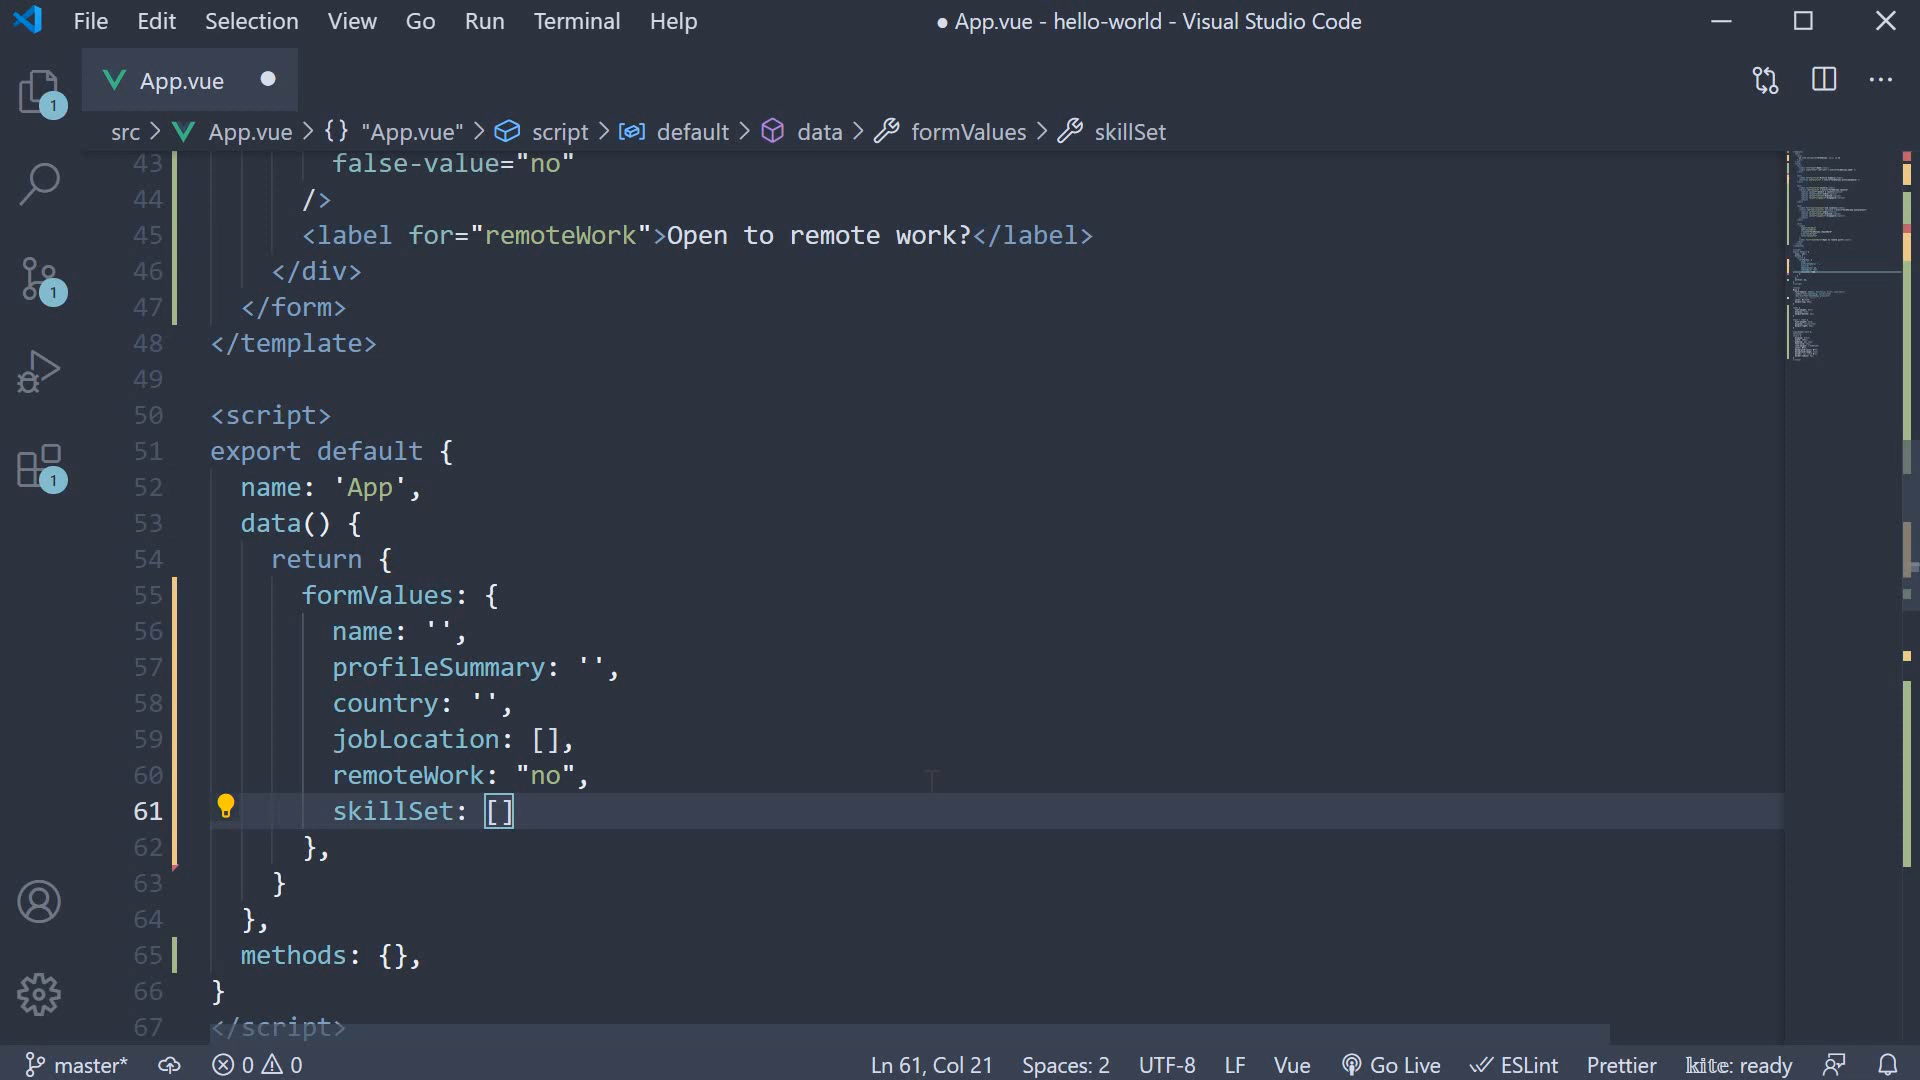 File Edit Selection View Go Run Terminal Help ● App.vue - hello-world - Visual Studio Code
App.vue
src > App.vue > {} "App.vue" > script > default > data > formValues > skillSet
1
1
1
43 false-value="no"
44 />
45 <label for="remoteWork">Open to remote work?</label>
46 </div>
47 </form>
48 </template>
49
50 <script>
51 export default {
52 name: 'App',
53 data() {
54 return {
55 formValues: {
56 name: '',
57 profileSummary: '',
58 country: '',
59 jobLocation: [],
60 remoteWork: "no",
61 skillSet: []
62 },
63 }
64 },
65 methods: {},
66 }
67 </script>
master* 0 0 Ln 61, Col 21 Spaces: 2 UTF-8 LF Vue Go Live ESLint Prettier kite: ready